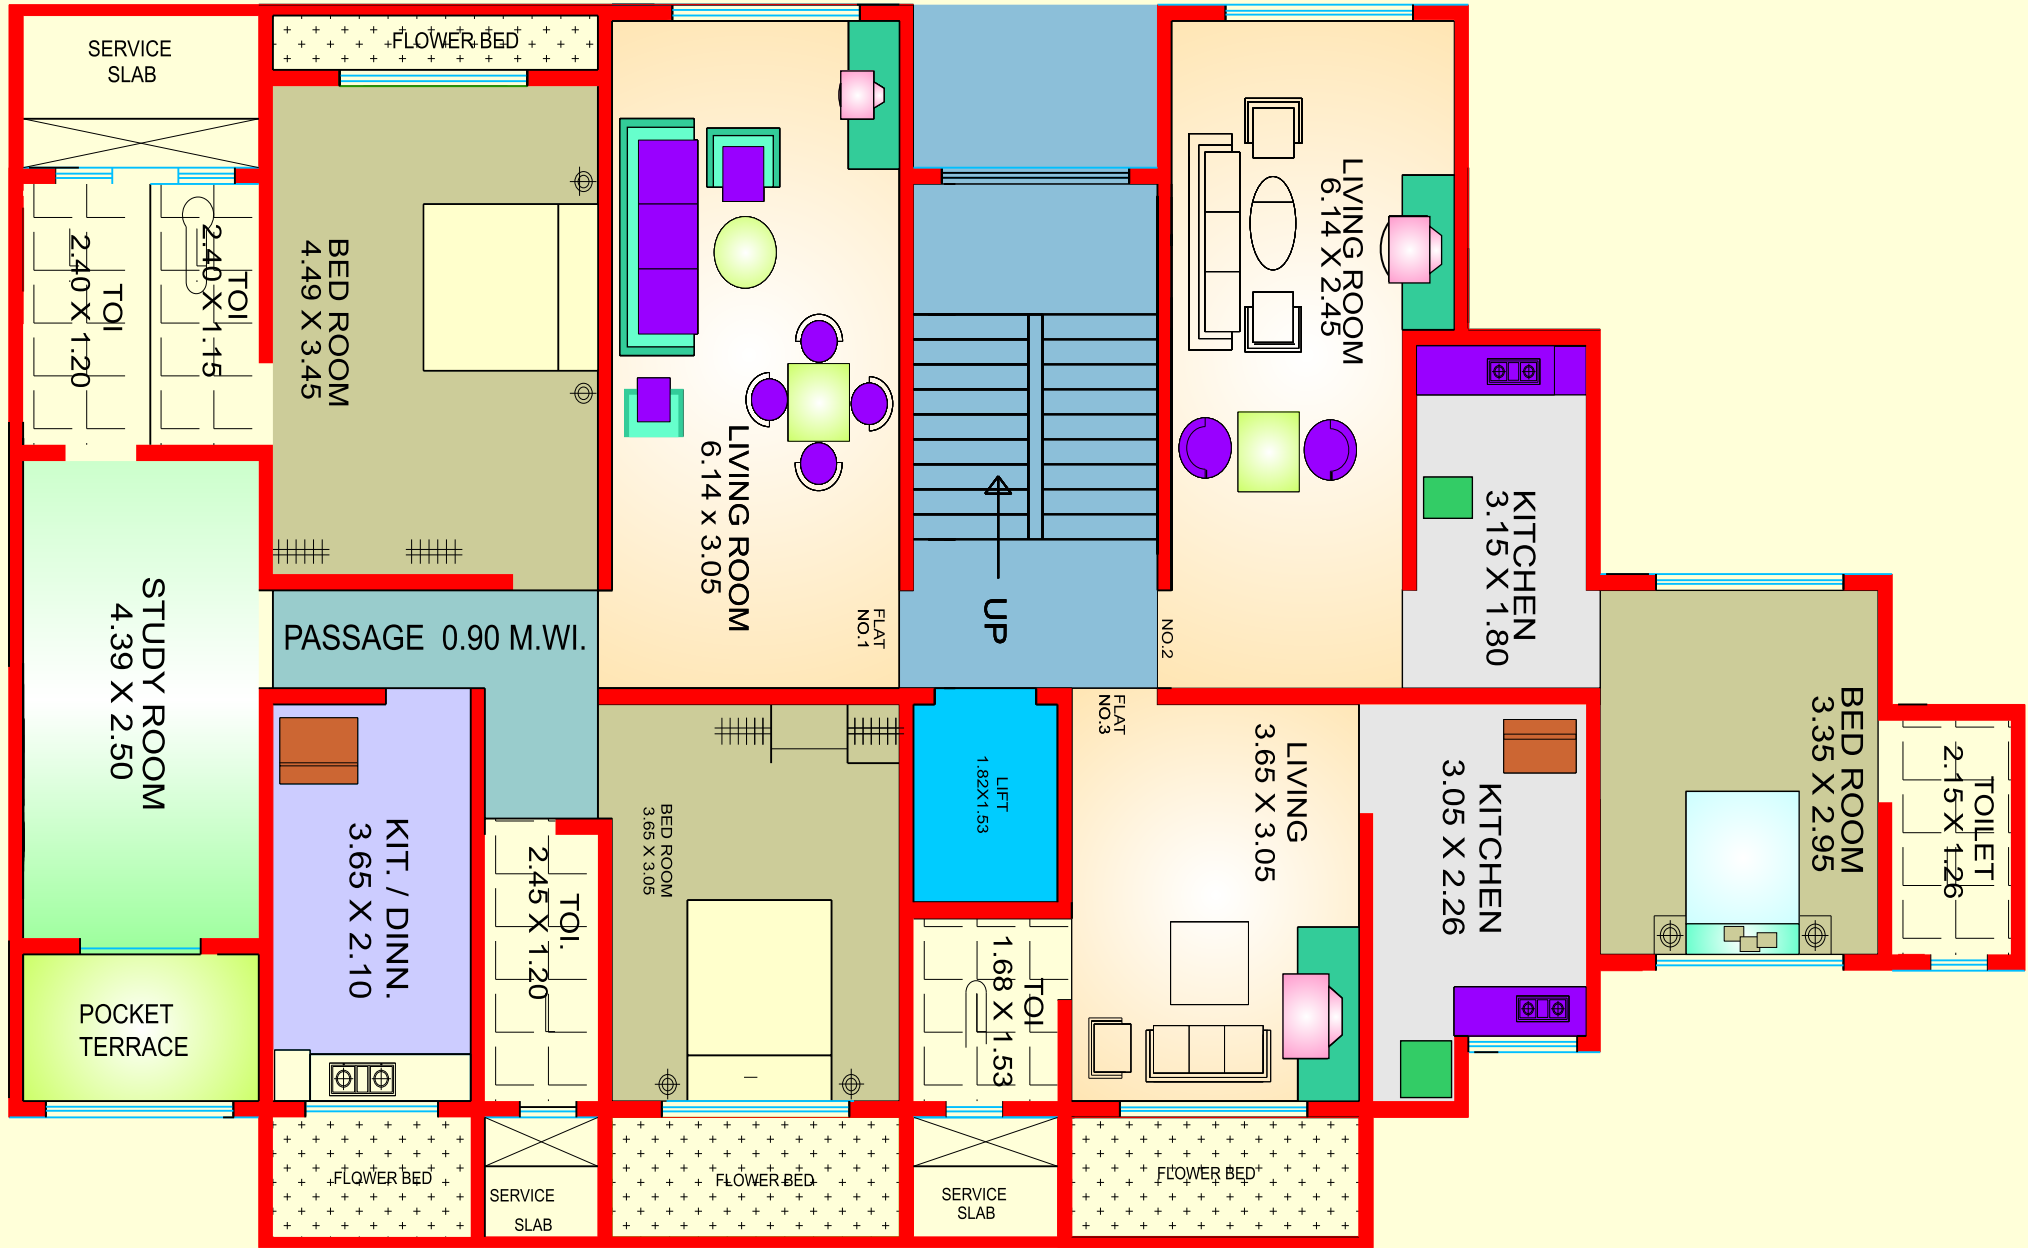 SERVICE
SLAB
FLOWER BED
TOI
2.40 X 1.20
TOI
2.40 X 1.15
BED ROOM
4.49 X 3.45
LIVING ROOM
6.14 x 3.05
FLAT
NO.1
UP
LIVING ROOM
6.14 X 2.45
NO.2
KITCHEN
3.15 X 1.80
STUDY ROOM
4.39 X 2.50
PASSAGE 0.90 M.WI.
POCKET
TERRACE
KIT. / DINN.
3.65 X 2.10
TOI.
2.45 X 1.20
BED ROOM
3.65 X 3.05
LIFT
1.82X1.53
TOI
1.68 X 1.53
FLAT
NO.3
LIVING
3.65 X 3.05
KITCHEN
3.05 X 2.26
BED ROOM
3.35 X 2.95
TOILET
2.15 X 1.26
FLOWER BED
SERVICE
SLAB
FLOWER BED
SERVICE
SLAB
FLOWER BED